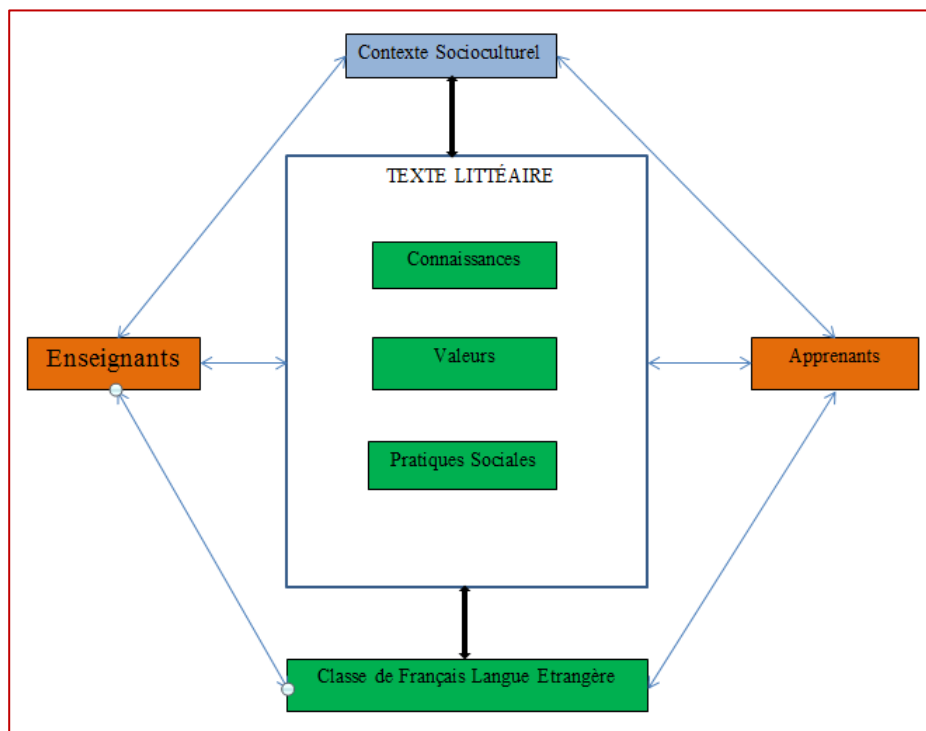 Contexte Socioculturel
TEXTE LITTÉAIRE
Connaissances
Enseignants
Valeurs
Apprenants
Pratiques Sociales
Classe de Français Langue Etrangère